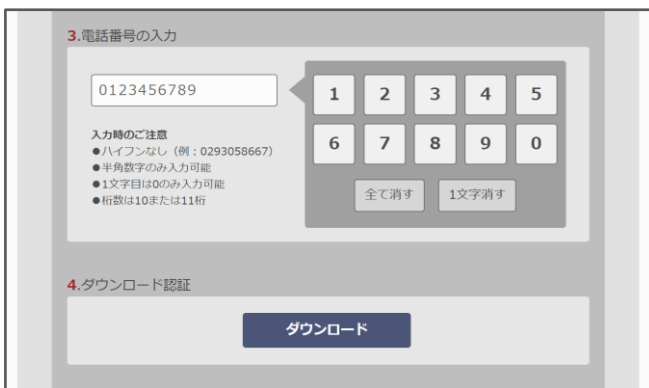 3.電話番号の入力
0123456789
1 2 3 4 5
6 7 8 9 0
全て消す 1文字消す
入力時のご注意
●ハイフンなし（例：0293058667）
●半角数字のみ入力可能
●1文字目は0のみ入力可能
●桁数は10または11桁
4.ダウンロード認証
ダウンロード